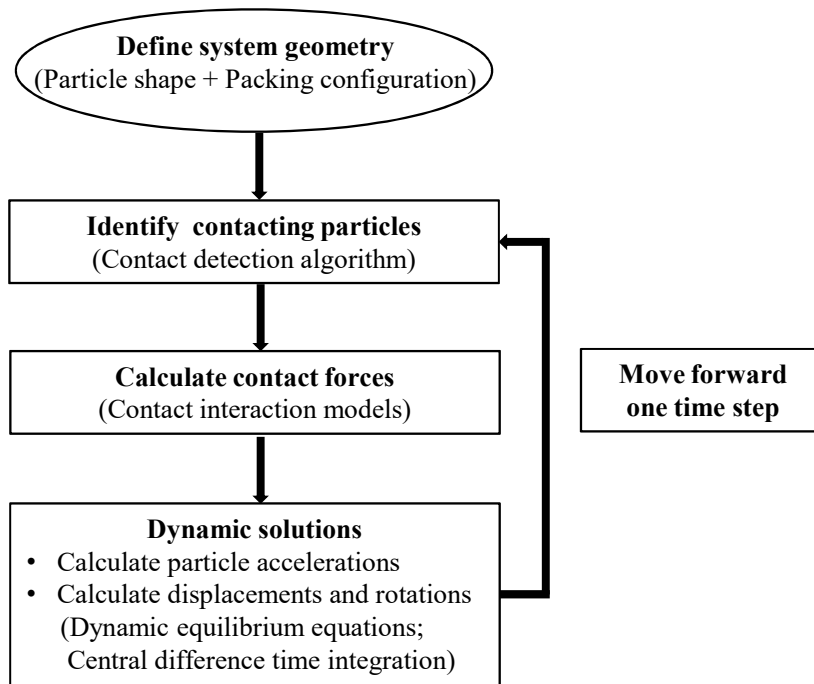 Define system geometry
(Particle shape + Packing configuration)
Identify contacting particles
(Contact detection algorithm)
Calculate contact forces
(Contact interaction models)
Move forward
one time step
Dynamic solutions
• Calculate particle accelerations
• Calculate displacements and rotations
(Dynamic equilibrium equations;
Central difference time integration)